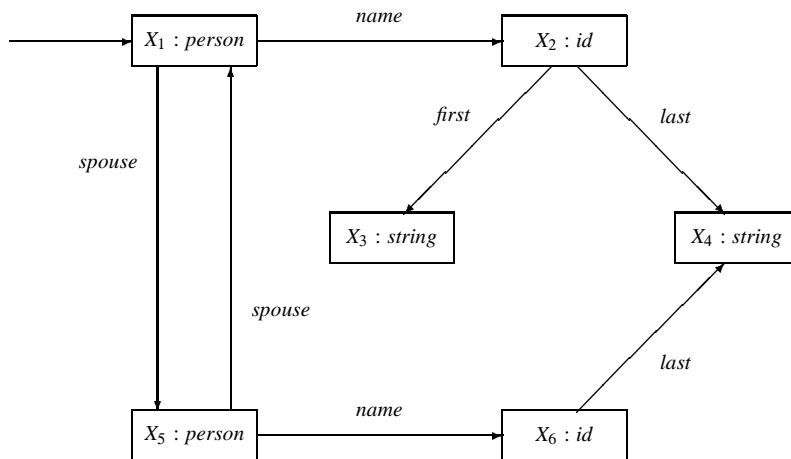 name
X₁ : person
X₂ : id
first
last
spouse
X₃ : string
X₄ : string
spouse
last
name
X₅ : person
X₆ : id